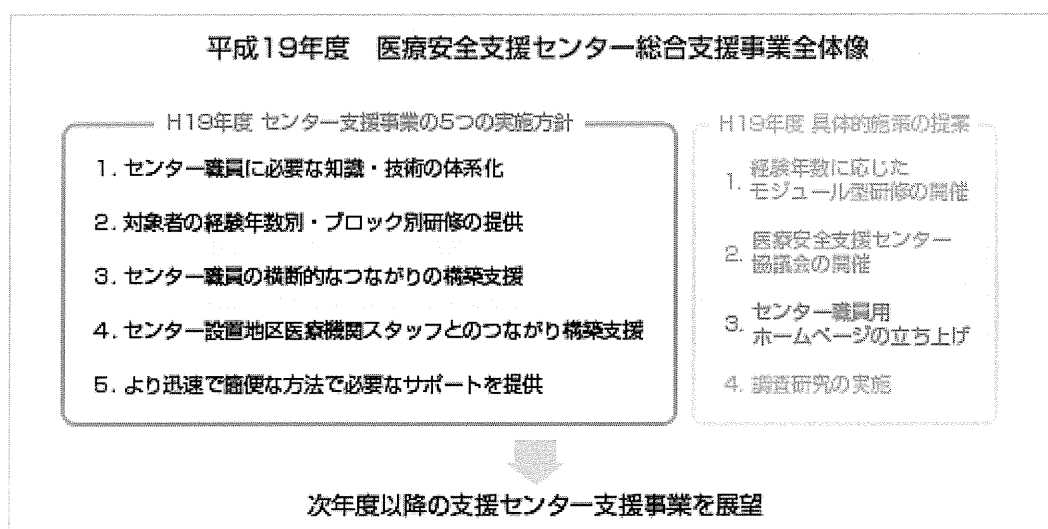 平成19年度　医療安全支援センター総合支援事業全体像
H19年度 センター支援事業の5つの実施方針
1. センター職員に必要な知識・技術の体系化
2. 対象者の経験年数別・ブロック別研修の提供
3. センター職員の横断的なつながりの構築支援
4. センター設置地区医療機関スタッフとのつながり構築支援
5. より迅速で簡便な方法で必要なサポートを提供
H19年度 具体的施策の提案
1. 経験年数に応じた
モジュール型研修の開催
2. 医療安全支援センター
協議会の開催
3. センター職員用
ホームページの立ち上げ
4. 調査研究の実施
次年度以降の支援センター支援事業を展望